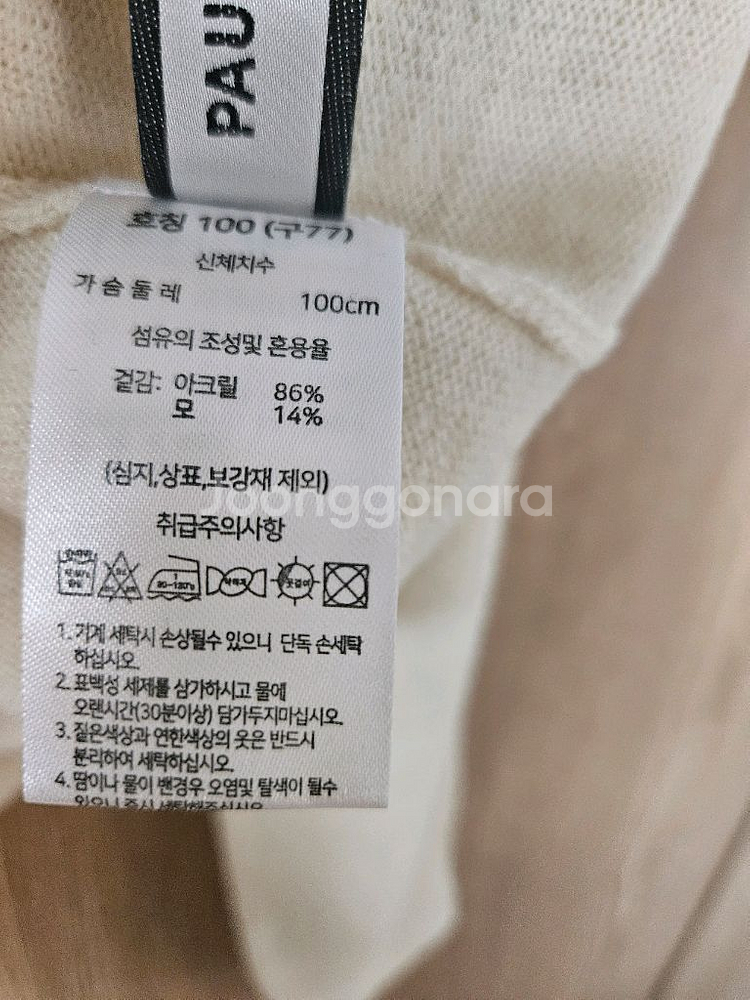 PAU
호칭 100 (구77)
신체치수
가슴둘레 100cm
섬유의 조성및 혼용율
겉감: 아크릴 86%
모 14%
(심지,상표,보강재 제외)
Joonggonara
취급주의사항
1. 기계 세탁시 손상될수 있으니 단독 손세탁
하십시오.
2. 표백성 세제를 삼가하시고 물에
오랜시간(30분이상) 담가두지마십시오.
3. 짙은색상과 연한색상의 옷은 반드시
분리하여 세탁하십시오.
4. 땀이나 물이 밴경우 오염및 탈색이 될수